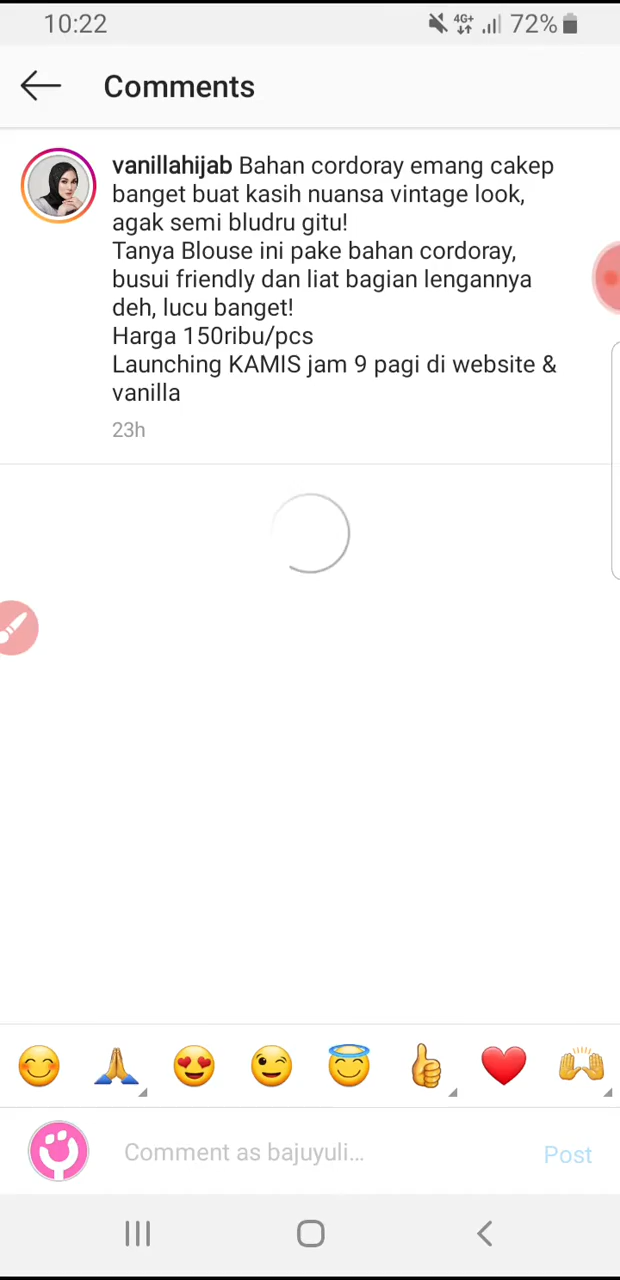 10:22
4G+
72%
Comments
vanillahijab Bahan cordoray emang cakep
banget buat kasih nuansa vintage look,
agak semi bludru gitu!
Tanya Blouse ini pake bahan cordoray,
busui friendly dan liat bagian lengannya
deh, lucu banget!
Harga 150ribu/pcs
Launching KAMIS jam 9 pagi di website &
vanilla
23h
Comment as bajuyuli...
Post